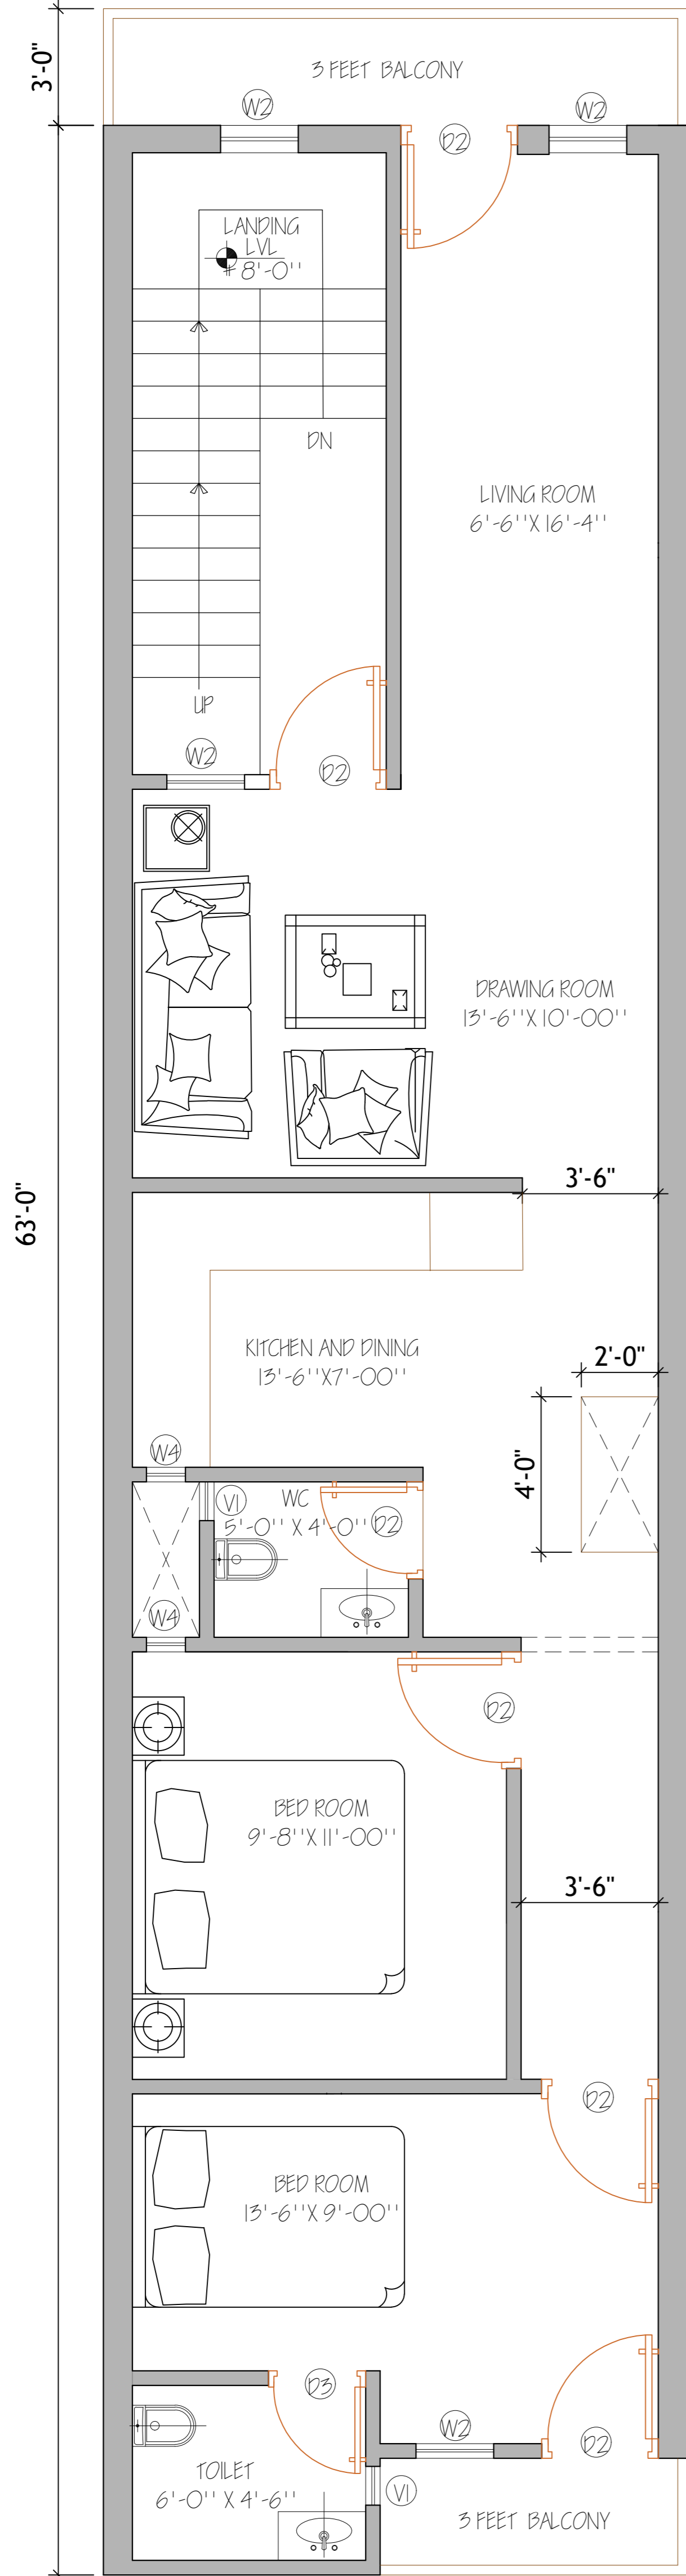 3'-0"
3 FEET BALCONY
W2
W2
D2
LANDING
LVL
+8'-0''
DN
LIVING ROOM
6'-6''X 16'-4''
UP
W2
D2
DRAWING ROOM
13'-6''X 10'-00''
63'-0"
3'-6"
KITCHEN AND DINING
13'-6''X7'-00''
2'-0"
4'-0"
W4
V1
WC
5'-0'' X 4'-0''
D2
X
W4
D2
BED ROOM
9'-8''X 11'-00''
3'-6"
D2
BED ROOM
13'-6''X 9'-00''
D3
W2
D2
TOILET
6'-0'' X 4'-6''
V1
3 FEET BALCONY